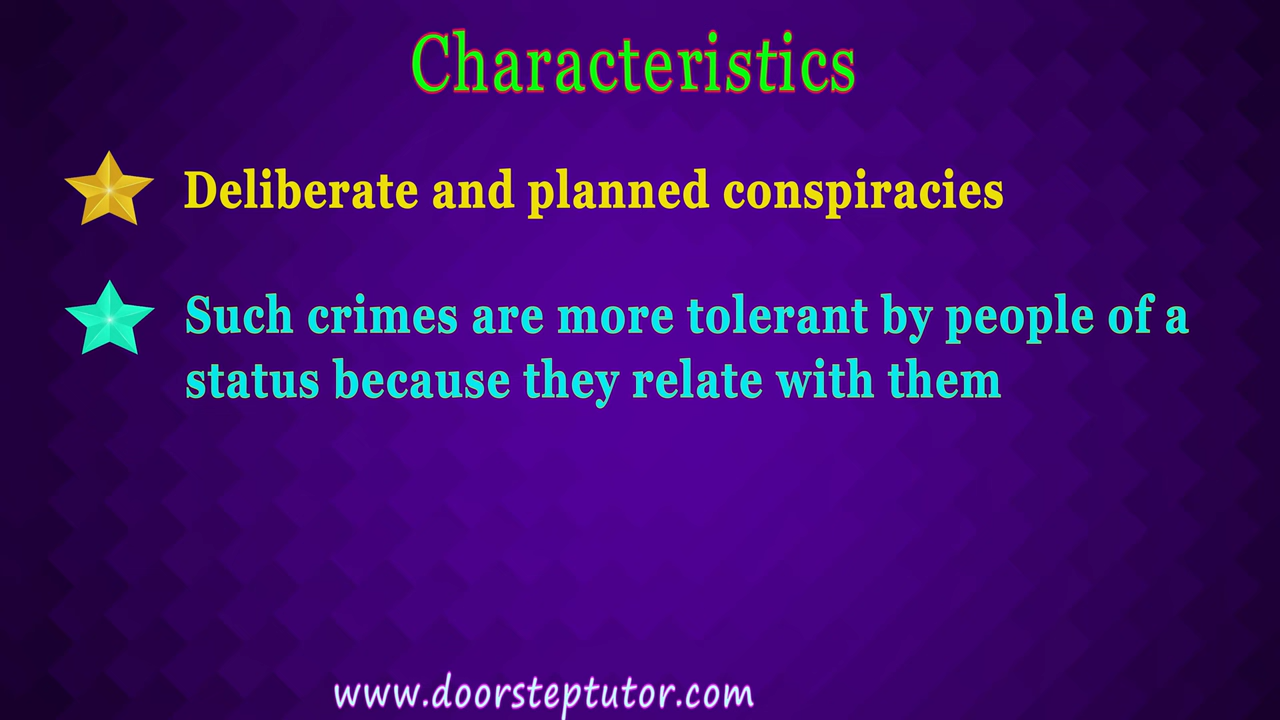 Characteristics
Deliberate and planned conspiracies
Such crimes are more tolerant by people of a
status because they relate with them
www.doorsteptutor.com